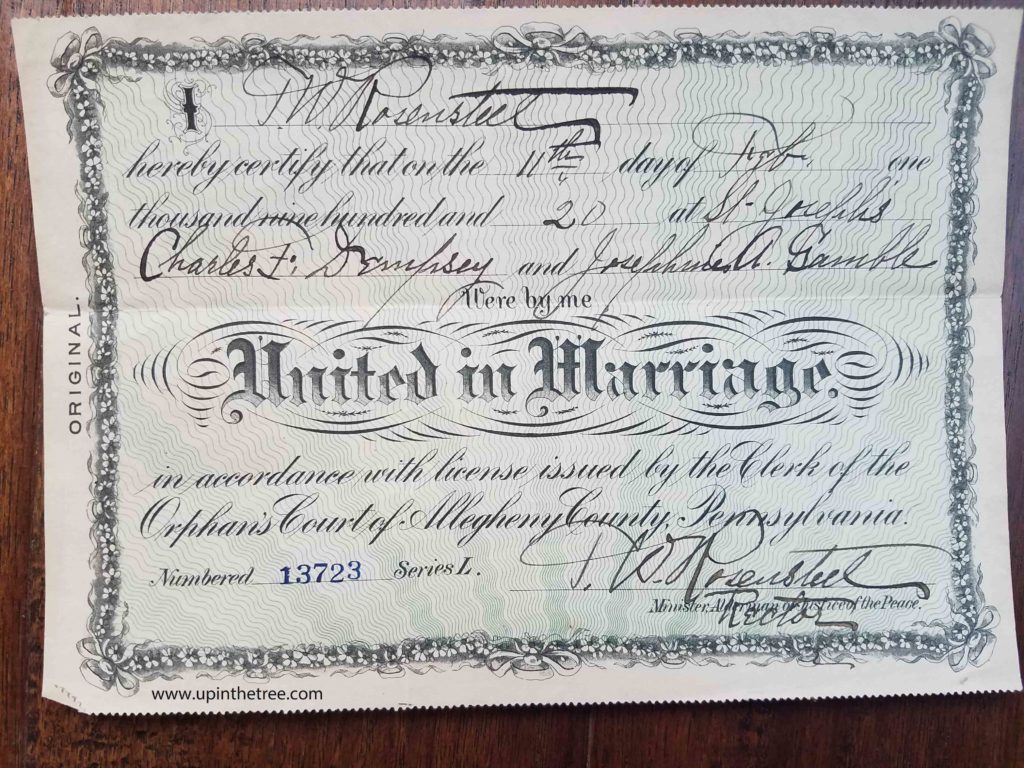 I T. W. Rosensteel
hereby certify that on the 11th day of Feb. one
thousand nine hundred and 20 at St. Joseph's
Charles F. Dempsey and Josephine A. Gamble
Were by me
United in Marriage.
in accordance with license issued by the Clerk of the
Orphan's Court of Allegheny County, Pennsylvania.
Numbered 13723 Series L. T. W. Rosensteel
Minister, Alderman or Justice of the Peace.
Rector
ORIGINAL.
www.upinthetree.com